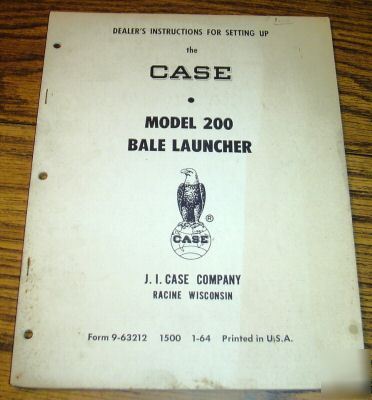 DEALER'S INSTRUCTIONS FOR SETTING UP
the
CASE
•
MODEL 200
BALE LAUNCHER
®
CASE
J. I. CASE COMPANY
RACINE WISCONSIN
Form 9-63212 1500 1-64 Printed in U.S.A.